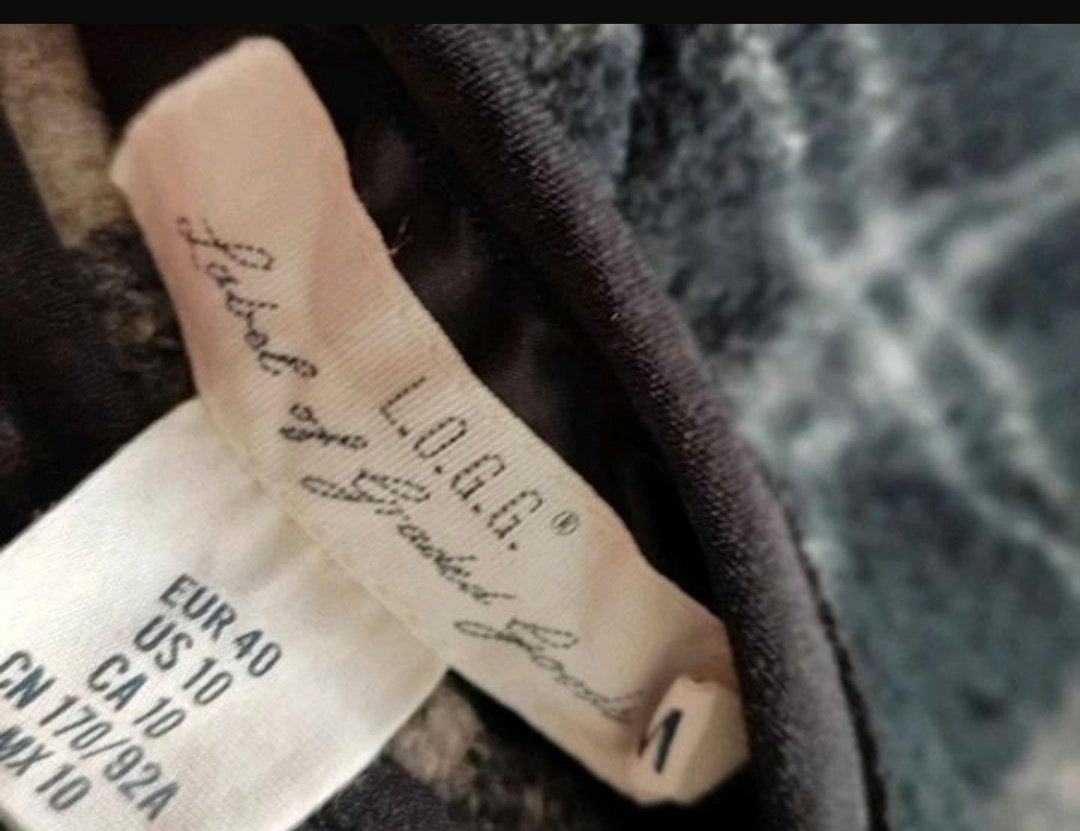 L.O.G.G.®
Label of Graded Goods
EUR 40
US 10
CA 10
CN 170/92A
MX 10